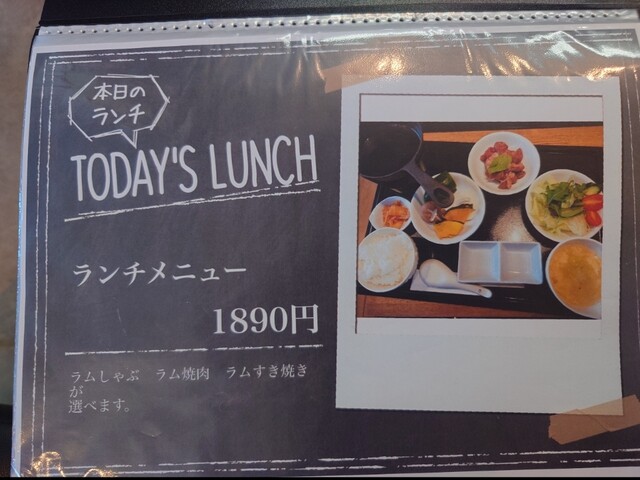 本日の
ランチ
TODAY'S LUNCH
ランチメニュー
1890円
ラムしゃぶ　ラム焼肉　ラムすき焼き
が
選べます。